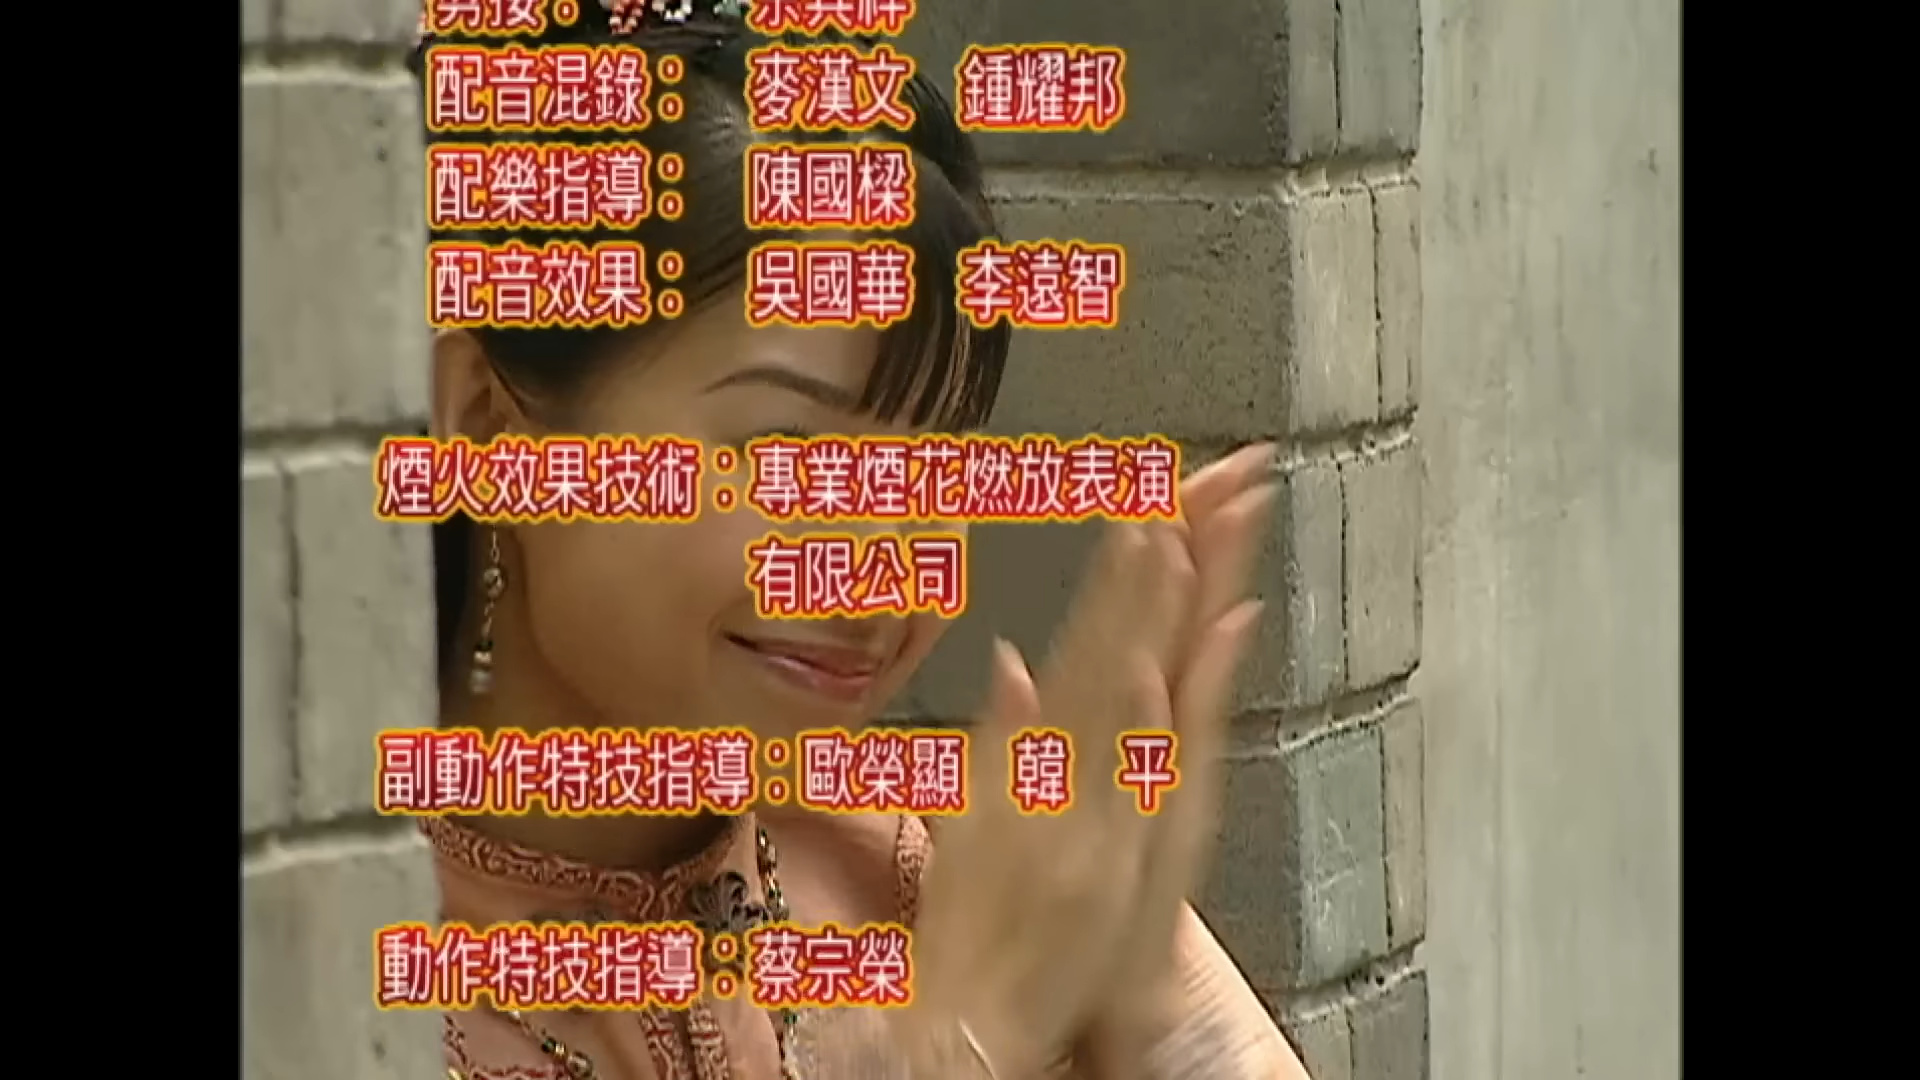 剪接：
配音混錄：　麥漢文　鍾耀邦
配樂指導：　陳國樑
配音效果：　吳國華　李遠智
煙火效果技術：專業煙花燃放表演
有限公司
副動作特技指導：歐榮顯　韓　平
動作特技指導：蔡宗榮